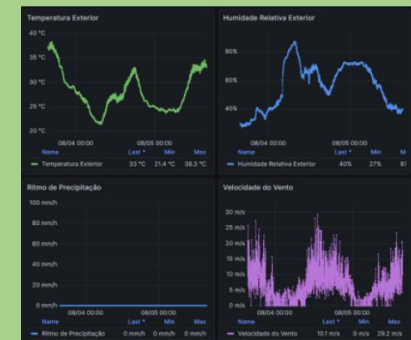 Temperatura Exterior
40 °C
35 °C
30 °C
25 °C
20 °C
08/04 00:00 08/05 00:00
Name Last * Min Max
Temperatura Exterior 33 °C 21.4 °C 38.3 °C
Humidade Relativa Exterior
80%
60%
40%
08/04 00:00 08/05 00:00
Name Last * Min M
Humidade Relativa Exterior 40% 27%
Ritmo de Precipitação
100 mm/h
80 mm/h
60 mm/h
40 mm/h
20 mm/h
0 mm/h
08/04 00:00 08/05 00:00
Name Last * Min Max
Ritmo de Precipitação 0 mm/h 0 mm/h 0 mm/h
Velocidade do Vento
30 m/s
25 m/s
20 m/s
15 m/s
10 m/s
5 m/s
0 m/s
08/04 00:00 08/05 00:00
Name Last * Min Max
Velocidade do Vento 10.1 m/s 0 m/s 29.2 m/s